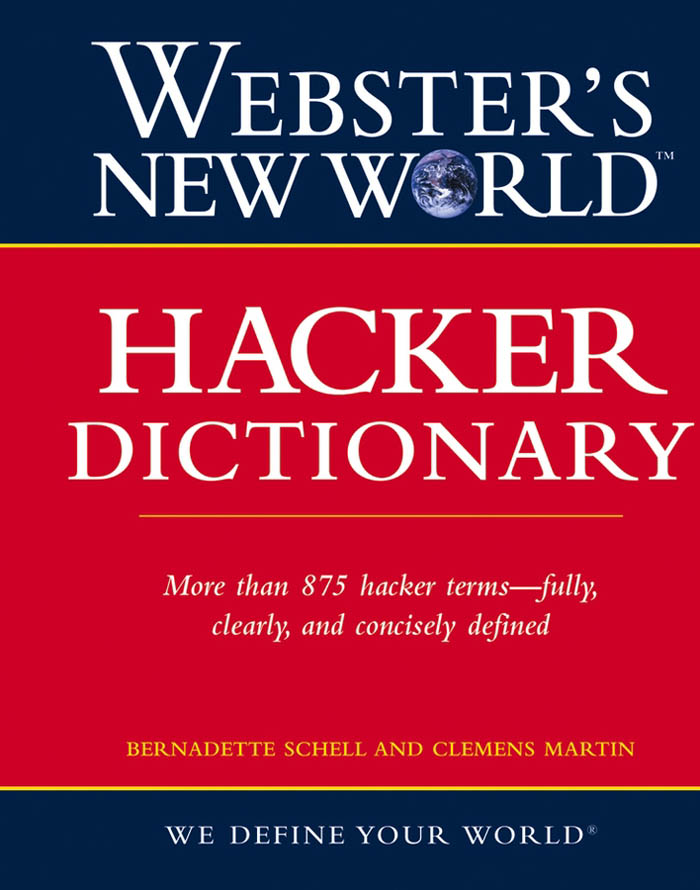 WEBSTER'S
NEW WORLD™
HACKER
DICTIONARY
More than 875 hacker terms—fully,
clearly, and concisely defined
BERNADETTE SCHELL AND CLEMENS MARTIN
WE DEFINE YOUR WORLD®